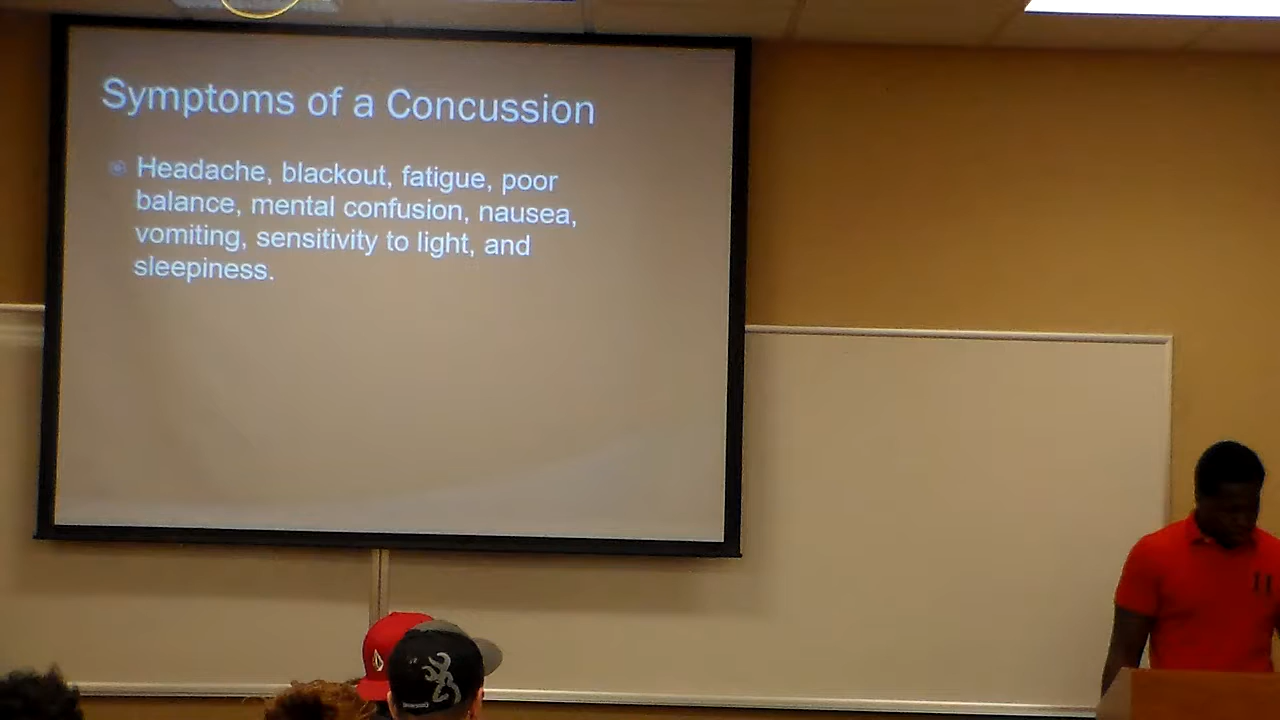 Symptoms of a Concussion
Headache, blackout, fatigue, poor
balance, mental confusion, nausea,
vomiting, sensitivity to light, and
sleepiness.
H